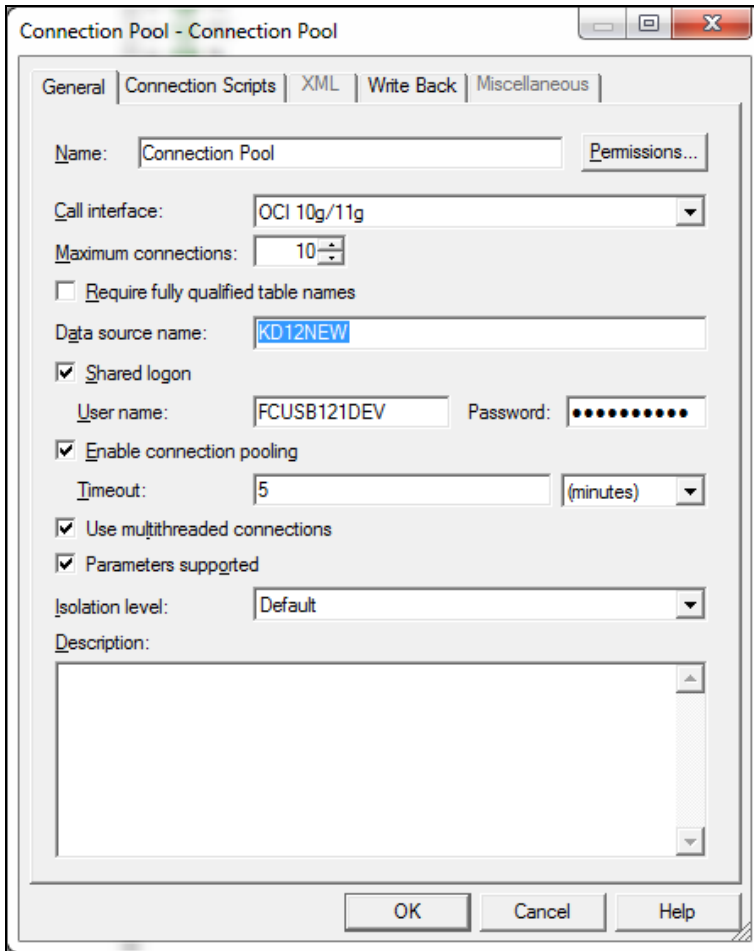 Connection Pool - Connection Pool
General Connection Scripts XML Write Back Miscellaneous
Name: Connection Pool Permissions...
Call interface: OCI 10g/11g
Maximum connections: 10
Require fully qualified table names
Data source name: KD12NEW
Shared logon
User name: FCUSB121DEV Password: ●●●●●●●●●●
Enable connection pooling
Timeout: 5 (minutes)
Use multithreaded connections
Parameters supported
Isolation level: Default
Description:
OK Cancel Help